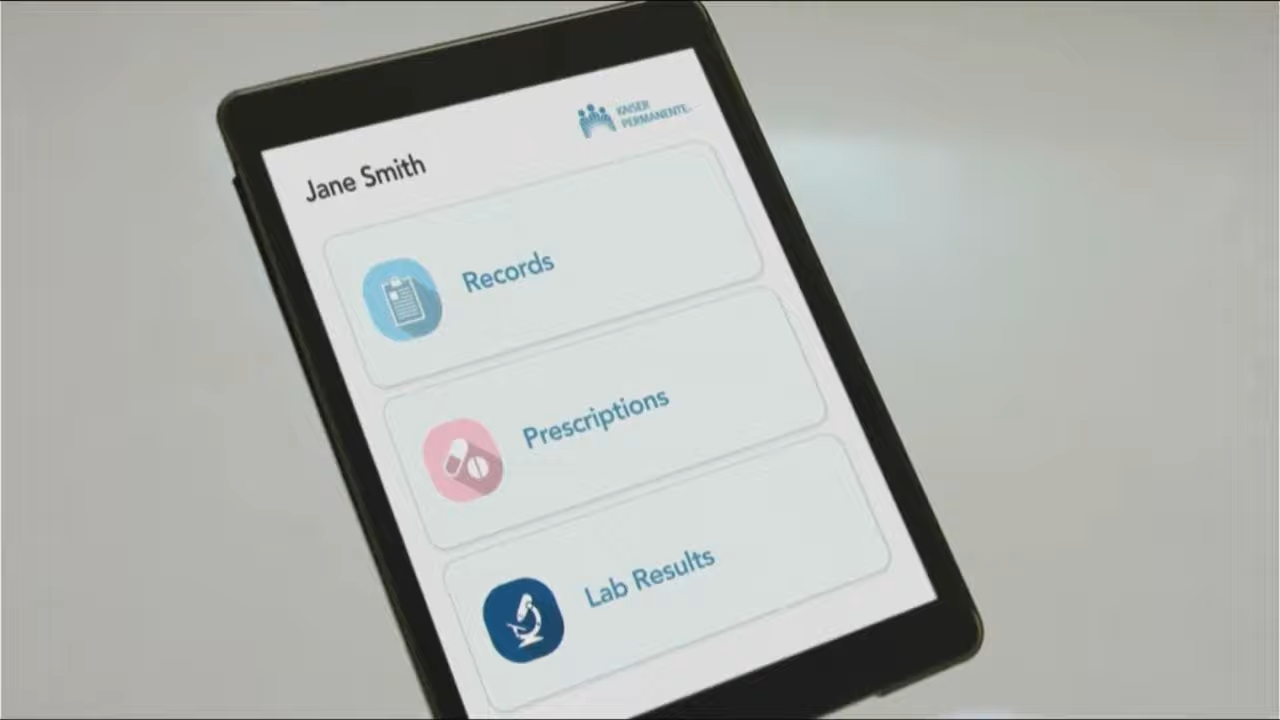 KAISER
PERMANENTE
Jane Smith
Records
Prescriptions
Lab Results